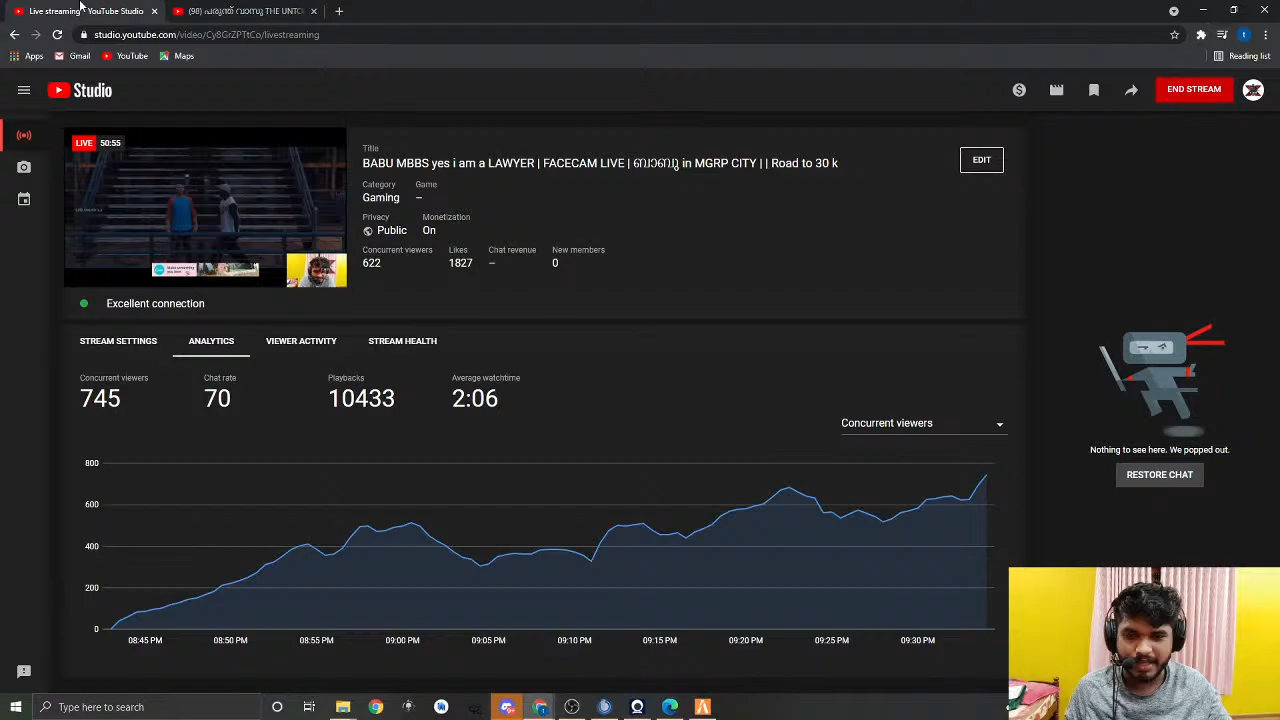 Live streaming - YouTube Studio
(98) പരുന്ത് വാസു THE UNTO
studio.youtube.com/video/Cy8GrZPTtCo/livestreaming
t
Apps Gmail YouTube Maps Reading list
Studio
END STREAM
LIVE 50:55
Title
BABU MBBS yes i am a LAWYER | FACECAM LIVE | in MGRP CITY | | Road to 30 k
EDIT
Category Game
Gaming –
Privacy Monetization
Public On
Concurrent viewers Likes Chat revenue New members
622 1827 – 0
Excellent connection
STREAM SETTINGS ANALYTICS VIEWER ACTIVITY STREAM HEALTH
Concurrent viewers Chat rate Playbacks Average watchtime
745 70 10433 2:06
Concurrent viewers
800
600
400
200
0
08:45 PM 08:50 PM 08:55 PM 09:00 PM 09:05 PM 09:10 PM 09:15 PM 09:20 PM 09:25 PM 09:30 PM
Nothing to see here. We popped out.
RESTORE CHAT
Type here to search